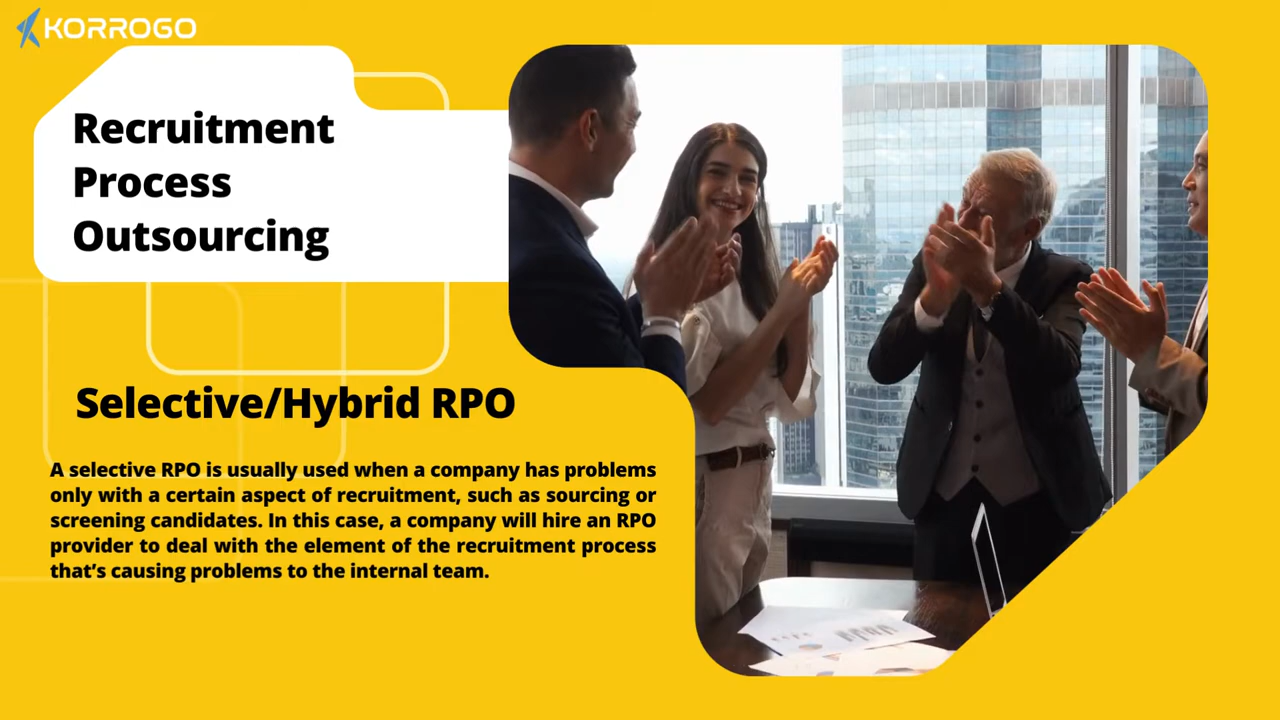 KORROGO
Recruitment
Process
Outsourcing
Selective/Hybrid RPO
A selective RPO is usually used when a company has problems
only with a certain aspect of recruitment, such as sourcing or
screening candidates. In this case, a company will hire an RPO
provider to deal with the element of the recruitment process
that’s causing problems to the internal team.